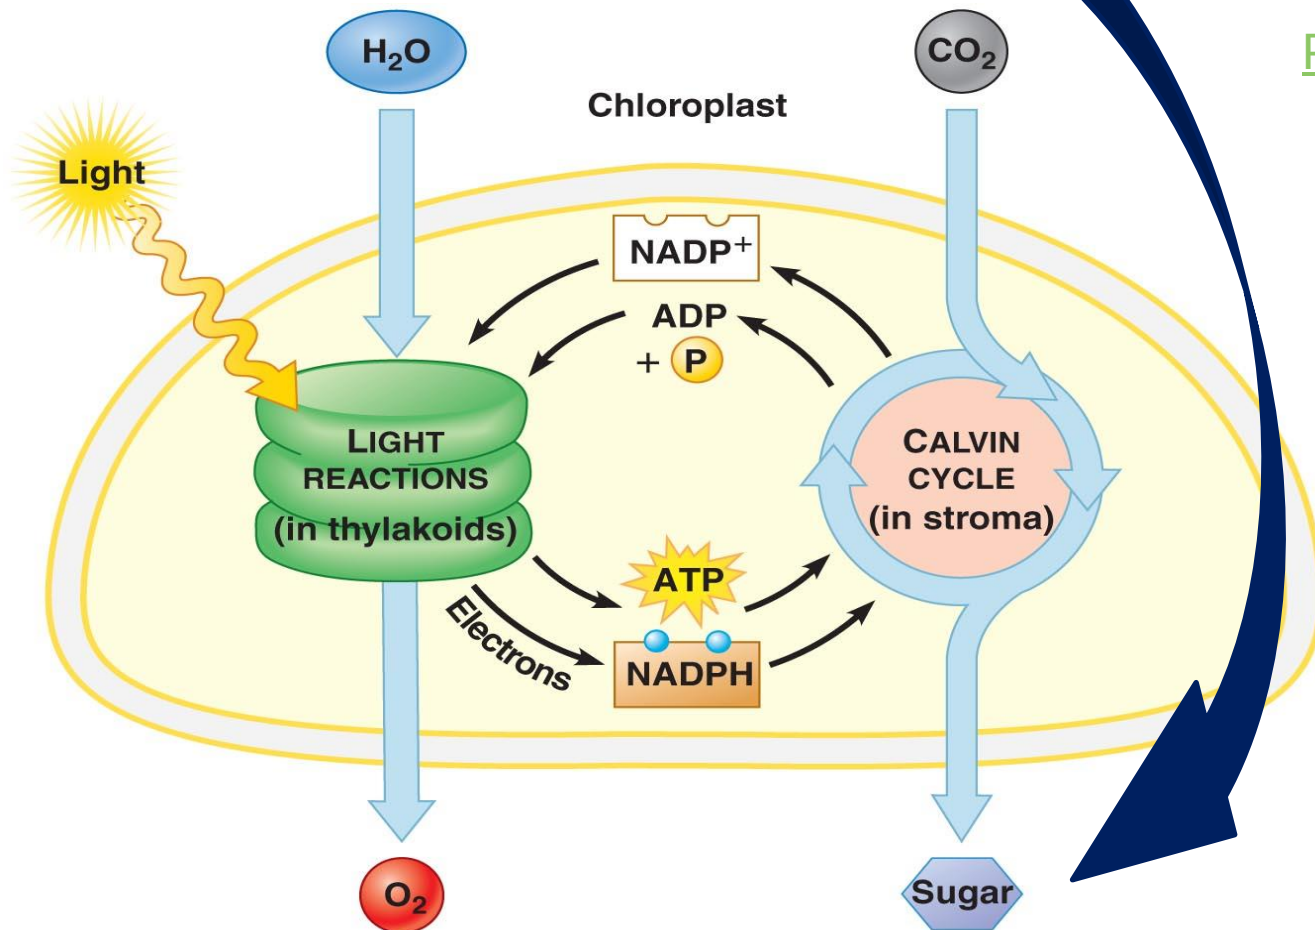 H₂O
CO₂
P
Chloroplast
Light
NADP⁺
ADP
+ P
LIGHT
REACTIONS
(in thylakoids)
CALVIN
CYCLE
(in stroma)
ATP
Electrons
NADPH
O₂
Sugar